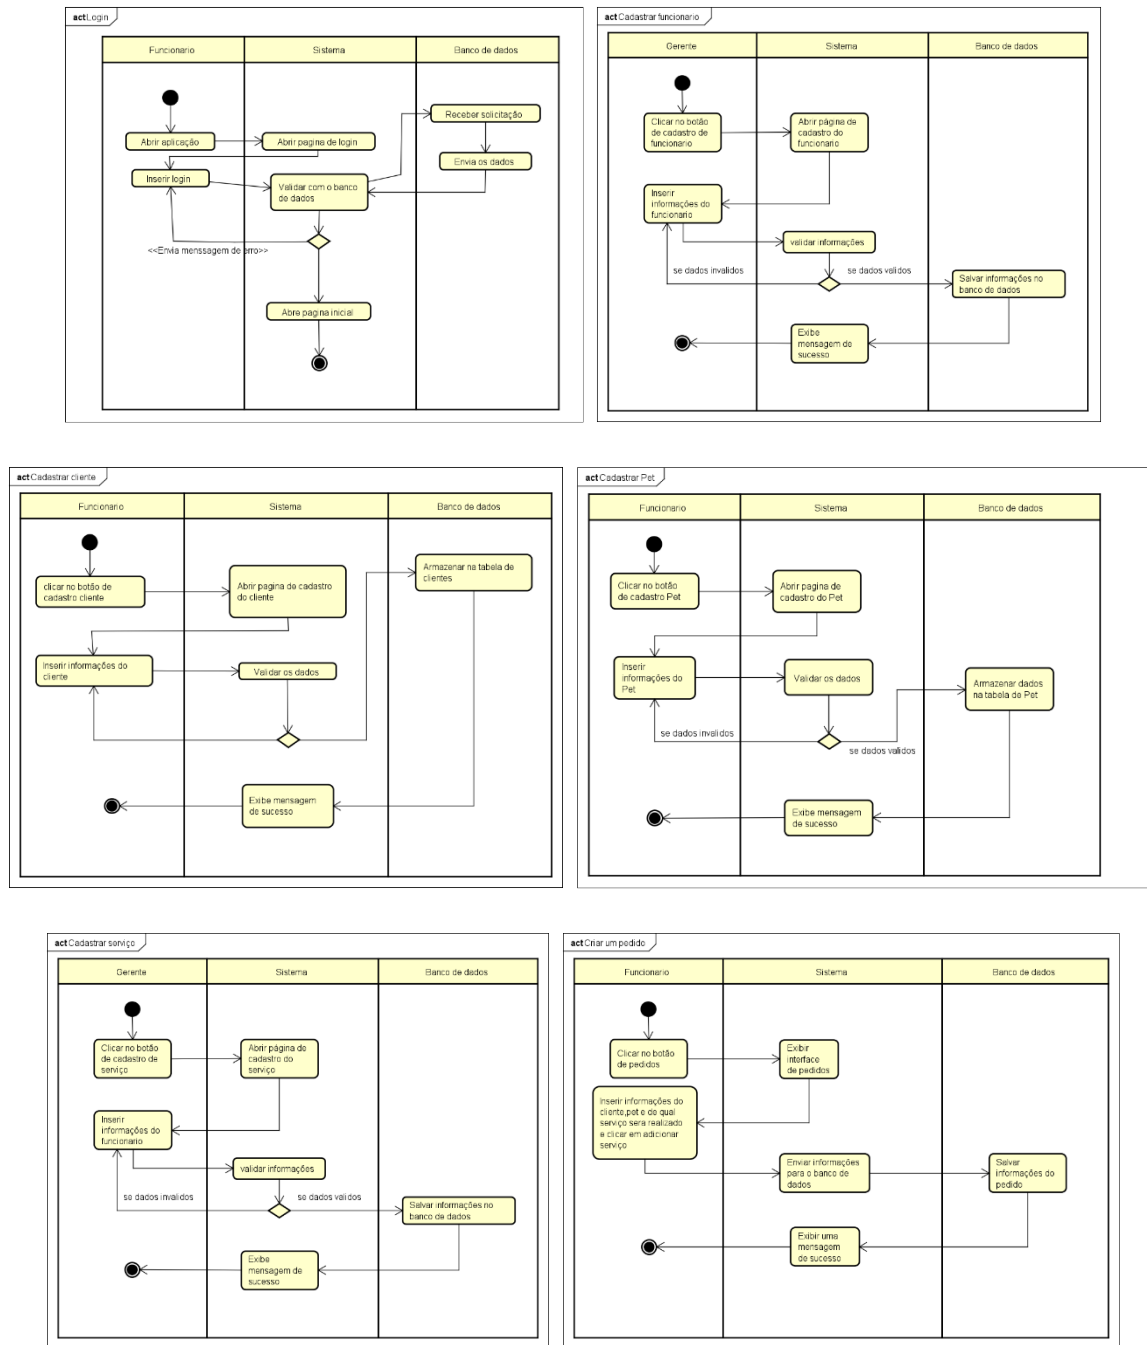 act Login
Funcionario
Sistema
Banco de dados
Abrir aplicação
Abrir pagina de login
Receber solicitação
Envia os dados
Inserir login
Validar com o banco
de dados
<<Envia menssagem de erro>>
Abre pagina inicial
act Cadastrar funcionario
Gerente
Sistema
Banco de dados
Clicar no botão
de cadastro de
funcionario
Abrir página de
cadastro do
funcionario
Inserir
informações do
funcionario
validar informações
se dados invalidos
se dados validos
Salvar informações no
banco de dados
Exibe
mensagem de
sucesso
act Cadastrar cliente
Funcionario
Sistema
Banco de dados
clicar no botão de
cadastro cliente
Abrir pagina de cadastro
do cliente
Armazenar na tabela de
clientes
Inserir informações do
cliente
Validar os dados
Exibe mensagem
de sucesso
act Cadastrar Pet
Funcionario
Sistema
Banco de dados
Clicar no botão
de cadastro Pet
Abrir pagina de
cadastro do Pet
Inserir
informações do
Pet
Validar os dados
Armazenar dados
na tabela de Pet
se dados invalidos
se dados validos
Exibe mensagem
de sucesso
act Cadastrar serviço
Gerente
Sistema
Banco de dados
Clicar no botão
de cadastro de
serviço
Abrir página de
cadastro do
serviço
Inserir
informações do
funcionario
validar informações
se dados invalidos
se dados validos
Salvar informações no
banco de dados
Exibe
mensagem de
sucesso
act Criar um pedido
Funcionario
Sistema
Banco de dados
Clicar no botão
de pedidos
Exibir
interface
de pedidos
Inserir informações do
cliente,pet e de qual
serviço sera realizado
e clicar em adicionar
serviço
Enviar informações
para o banco de
dados
Salvar
informações do
pedido
Exibir uma
mensagem
de sucesso